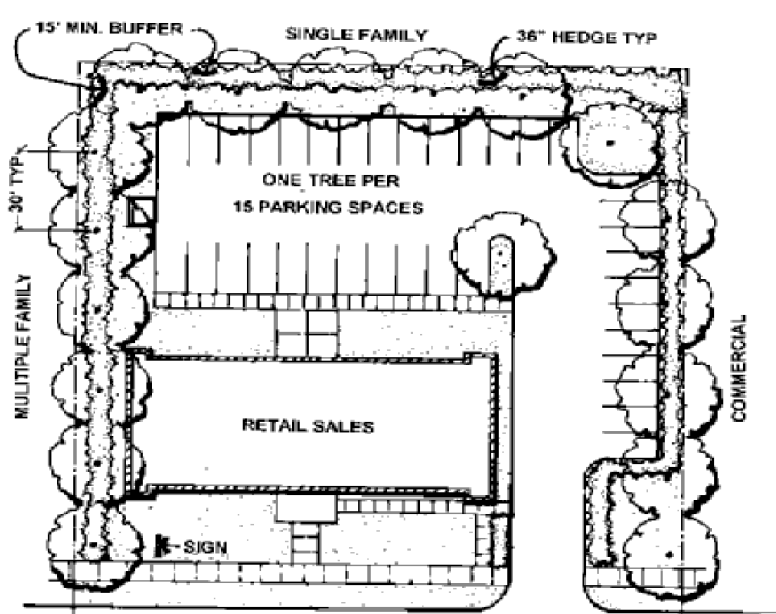 15' MIN. BUFFER
SINGLE FAMILY
36" HEDGE TYP
30' TYP
ONE TREE PER
15 PARKING SPACES
MULITIPLE FAMILY
COMMERCIAL
RETAIL SALES
SIGN